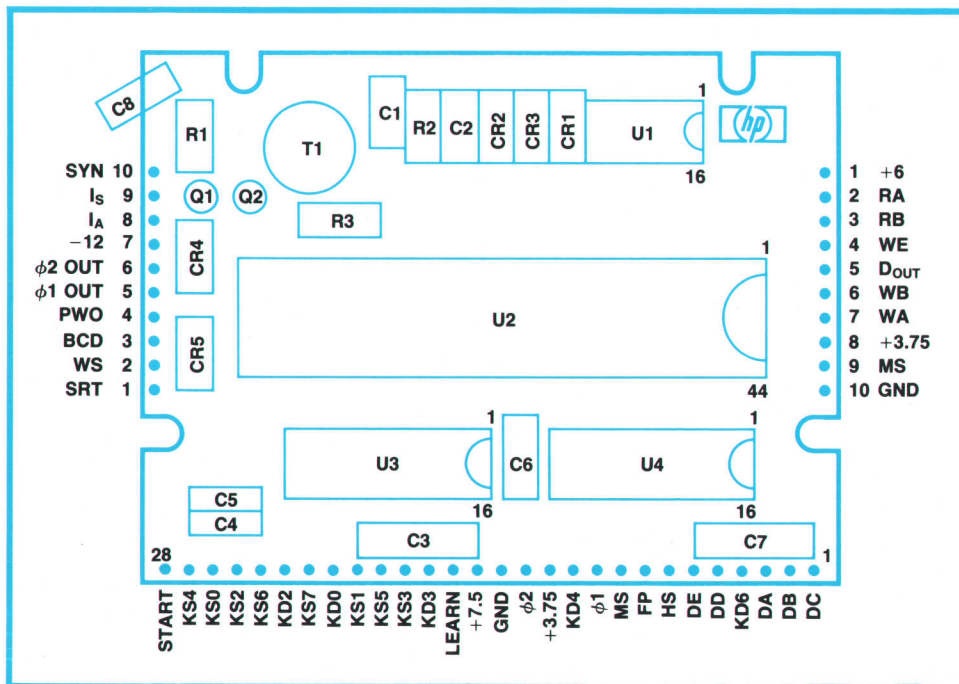 C8
R1
T1
C1
R2
C2
CR2
CR3
CR1
1
U1
16
hp
SYN 10
Q1
Q2
I_S 9
I_A 8
R3
-12 7
CR4
ϕ2 OUT 6
ϕ1 OUT 5
PWO 4
BCD 3
CR5
WS 2
SRT 1
1
U2
44
1 +6
2 RA
3 RB
4 WE
5 D_OUT
6 WB
7 WA
8 +3.75
9 MS
10 GND
1
U3
16
C6
1
U4
16
C5
C4
C3
C7
28
1
START
KS4
KS0
KS2
KS6
KD2
KS7
KD0
KS1
KS5
KS3
KD3
LEARN
+7.5
GND
ϕ2
+3.75
KD4
ϕ1
MS
FP
HS
DE
DD
KD6
DA
DB
DC